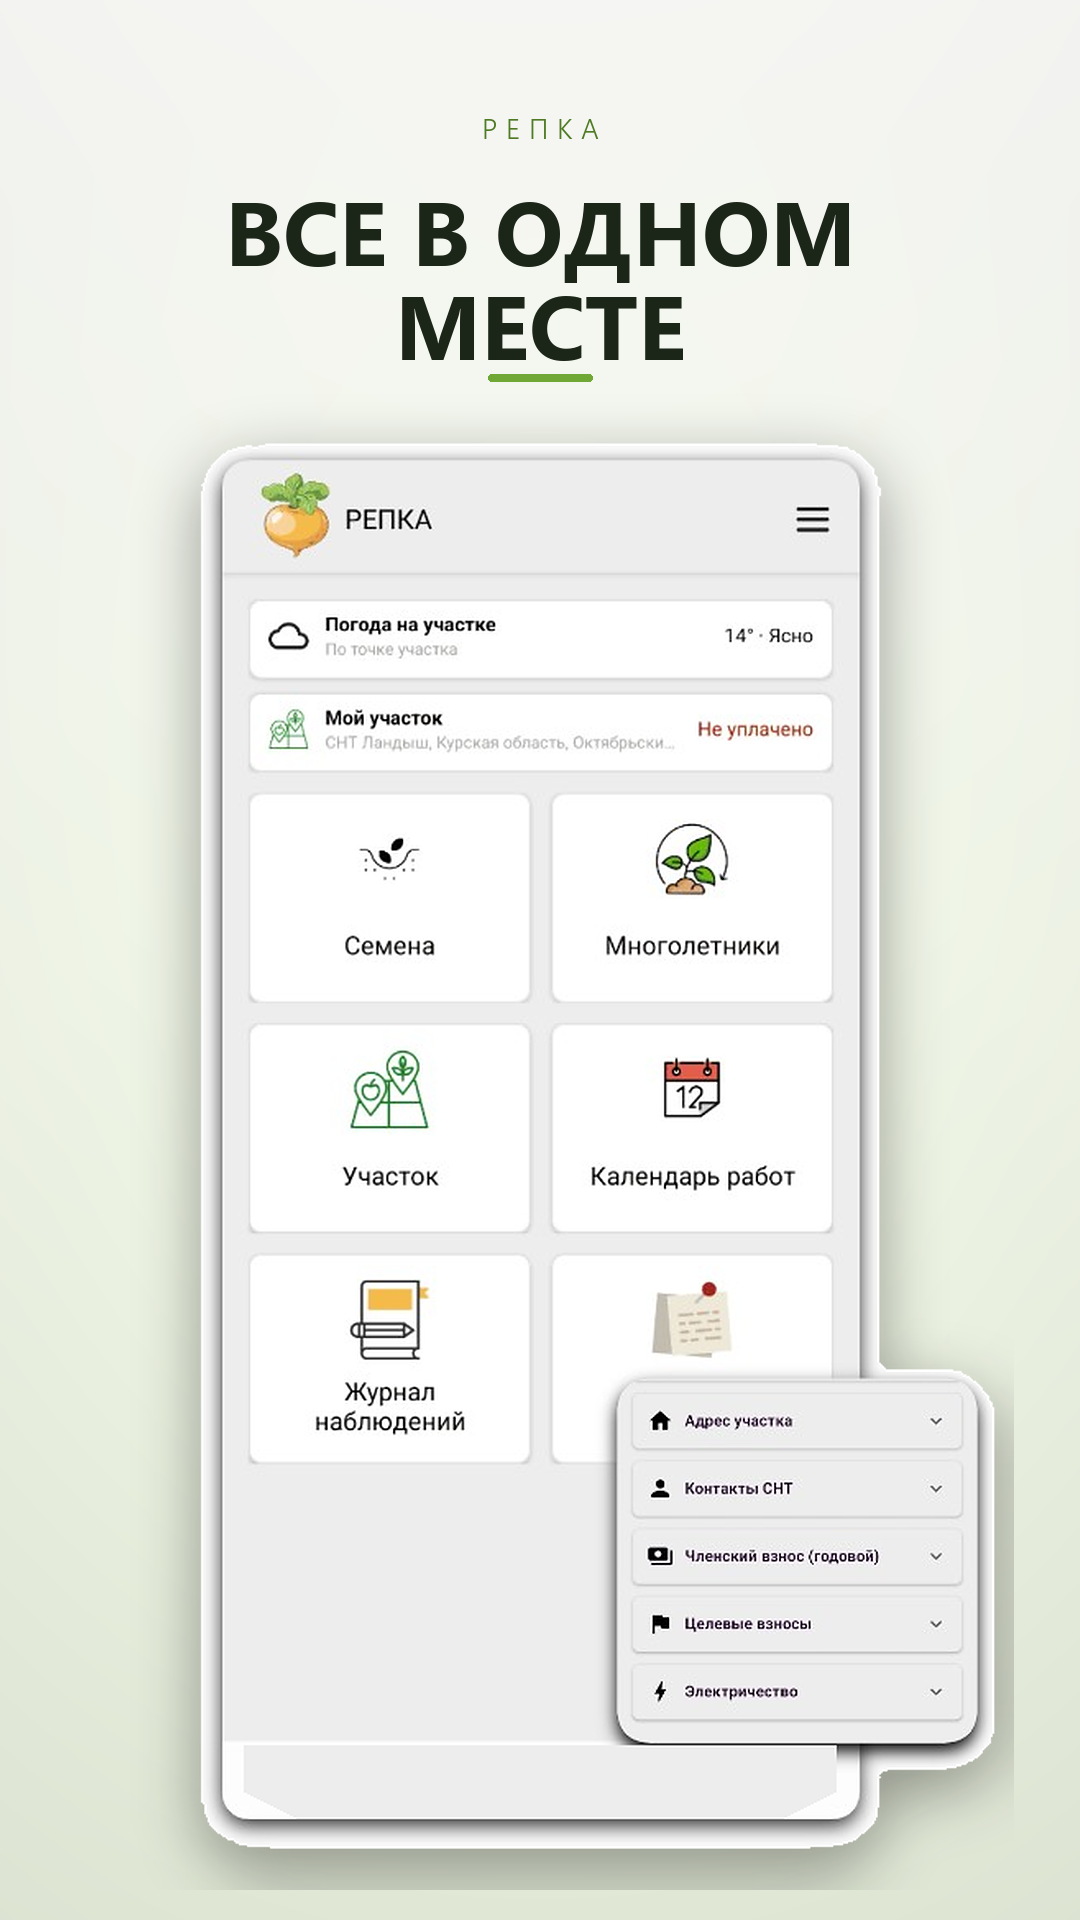 РЕПКА
ВСЕ В ОДНОМ
МЕСТЕ
РЕПКА
Погода на участке
По точке участка
14° · Ясно
Мой участок
СНТ Ландыш, Курская область, Октябрьски...
Не уплачено
Семена
Многолетники
12
Участок
Календарь работ
Журнал
наблюдений
Адрес участка
Контакты СНТ
Членский взнос (годовой)
Целевые взносы
Электричество